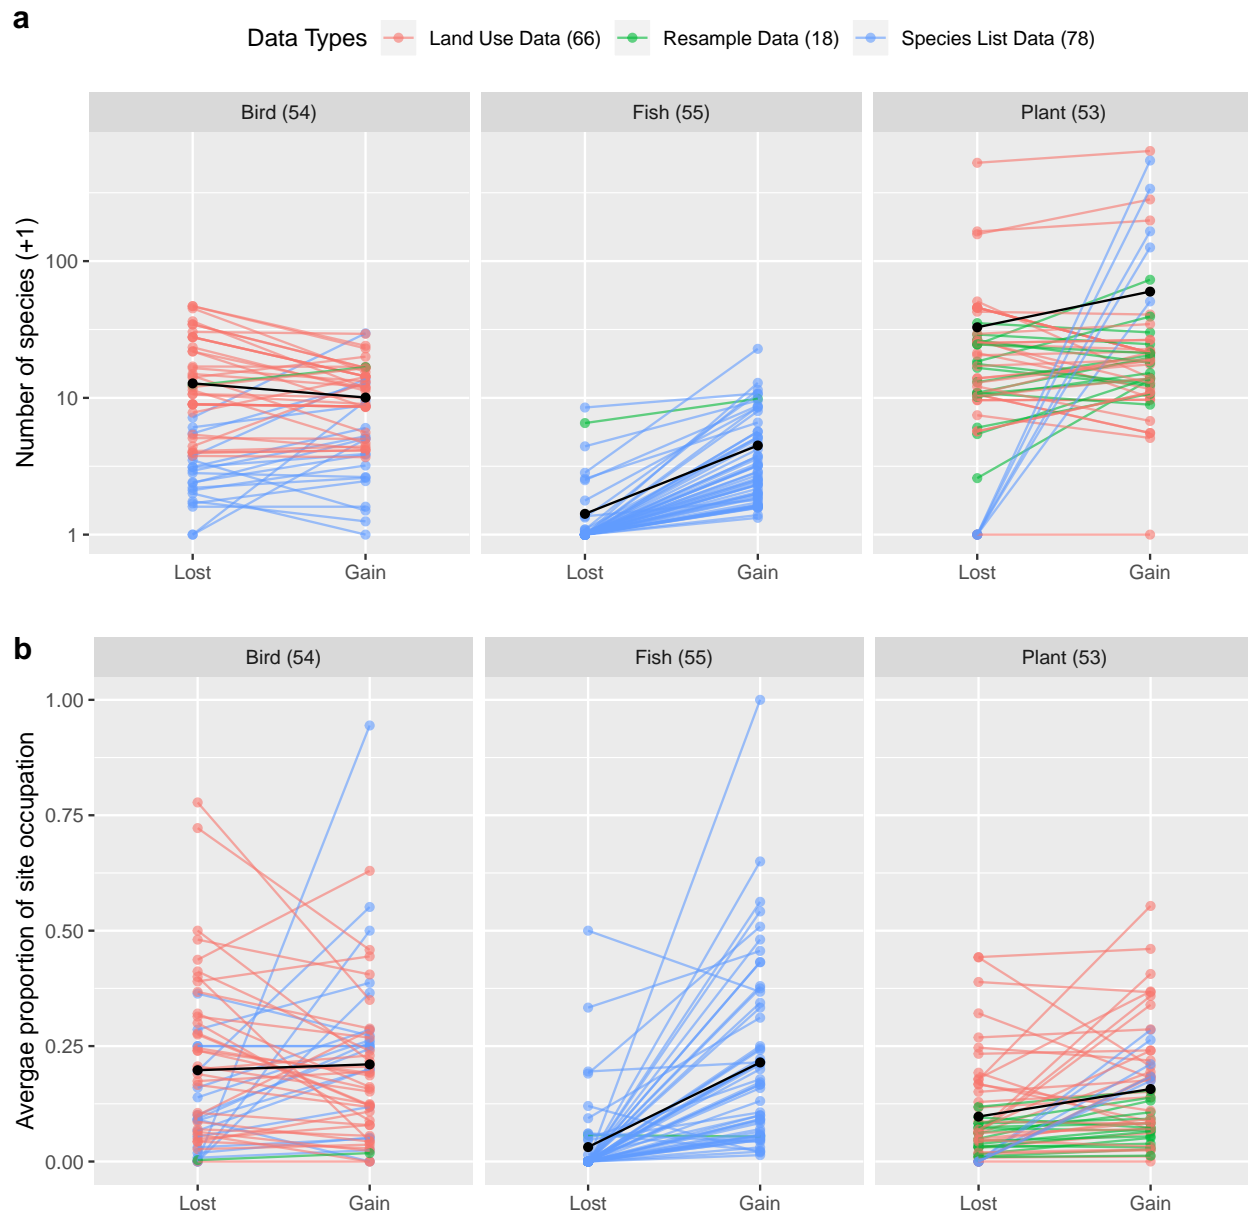 a
Data Types Land Use Data (66) Resample Data (18) Species List Data (78)
Bird (54) Fish (55) Plant (53)
Number of species (+1)
100
10
1
Lost Gain Lost Gain Lost Gain
b
Bird (54) Fish (55) Plant (53)
Avergae proportion of site occupation
1.00
0.75
0.50
0.25
0.00
Lost Gain Lost Gain Lost Gain